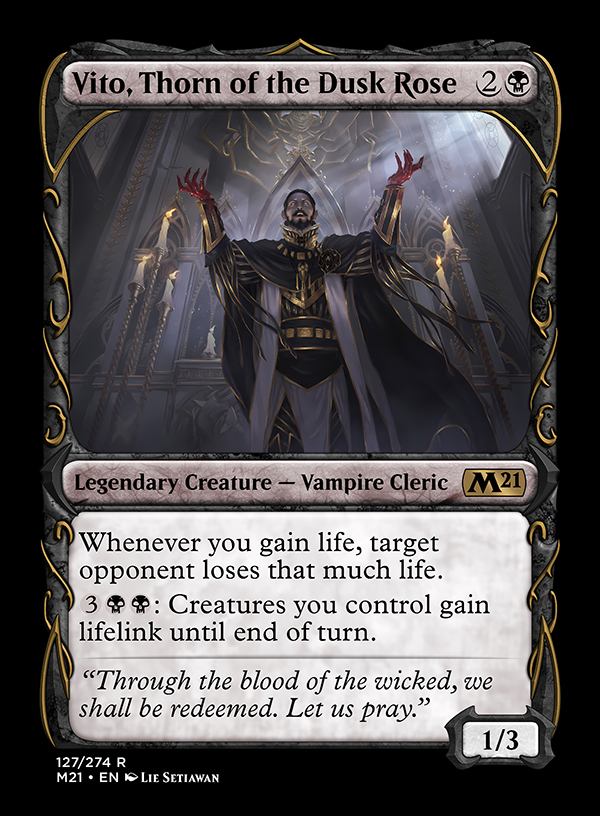 Vito, Thorn of the Dusk Rose 2
Legendary Creature — Vampire Cleric M21
Whenever you gain life, target
opponent loses that much life.
3 : Creatures you control gain
lifelink until end of turn.
“Through the blood of the wicked, we
shall be redeemed. Let us pray.”
1/3
127/274 R
M21 • EN Lie Setiawan